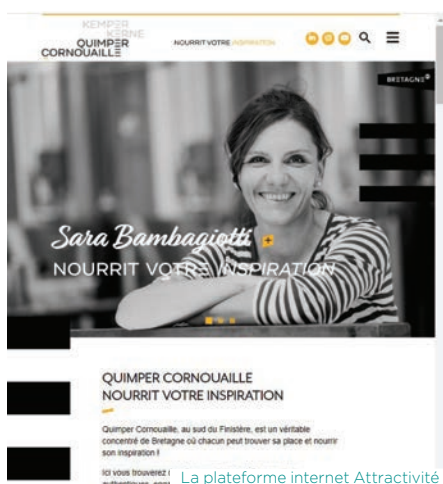 KEMPER
KERNE
QUIMPER
CORNOUAILLE
NOURRIT VOTRE INSPIRATION
BRETAGNE
Sara Bambagiotti +
NOURRIT VOTRE INSPIRATION
QUIMPER CORNOUAILLE
NOURRIT VOTRE INSPIRATION
Quimper Cornouaille, au sud du Finistère, est un véritable
concentré de Bretagne où chacun peut trouver sa place et nourrir
son inspiration !
Ici vous trouverez
La plateforme internet Attractivité